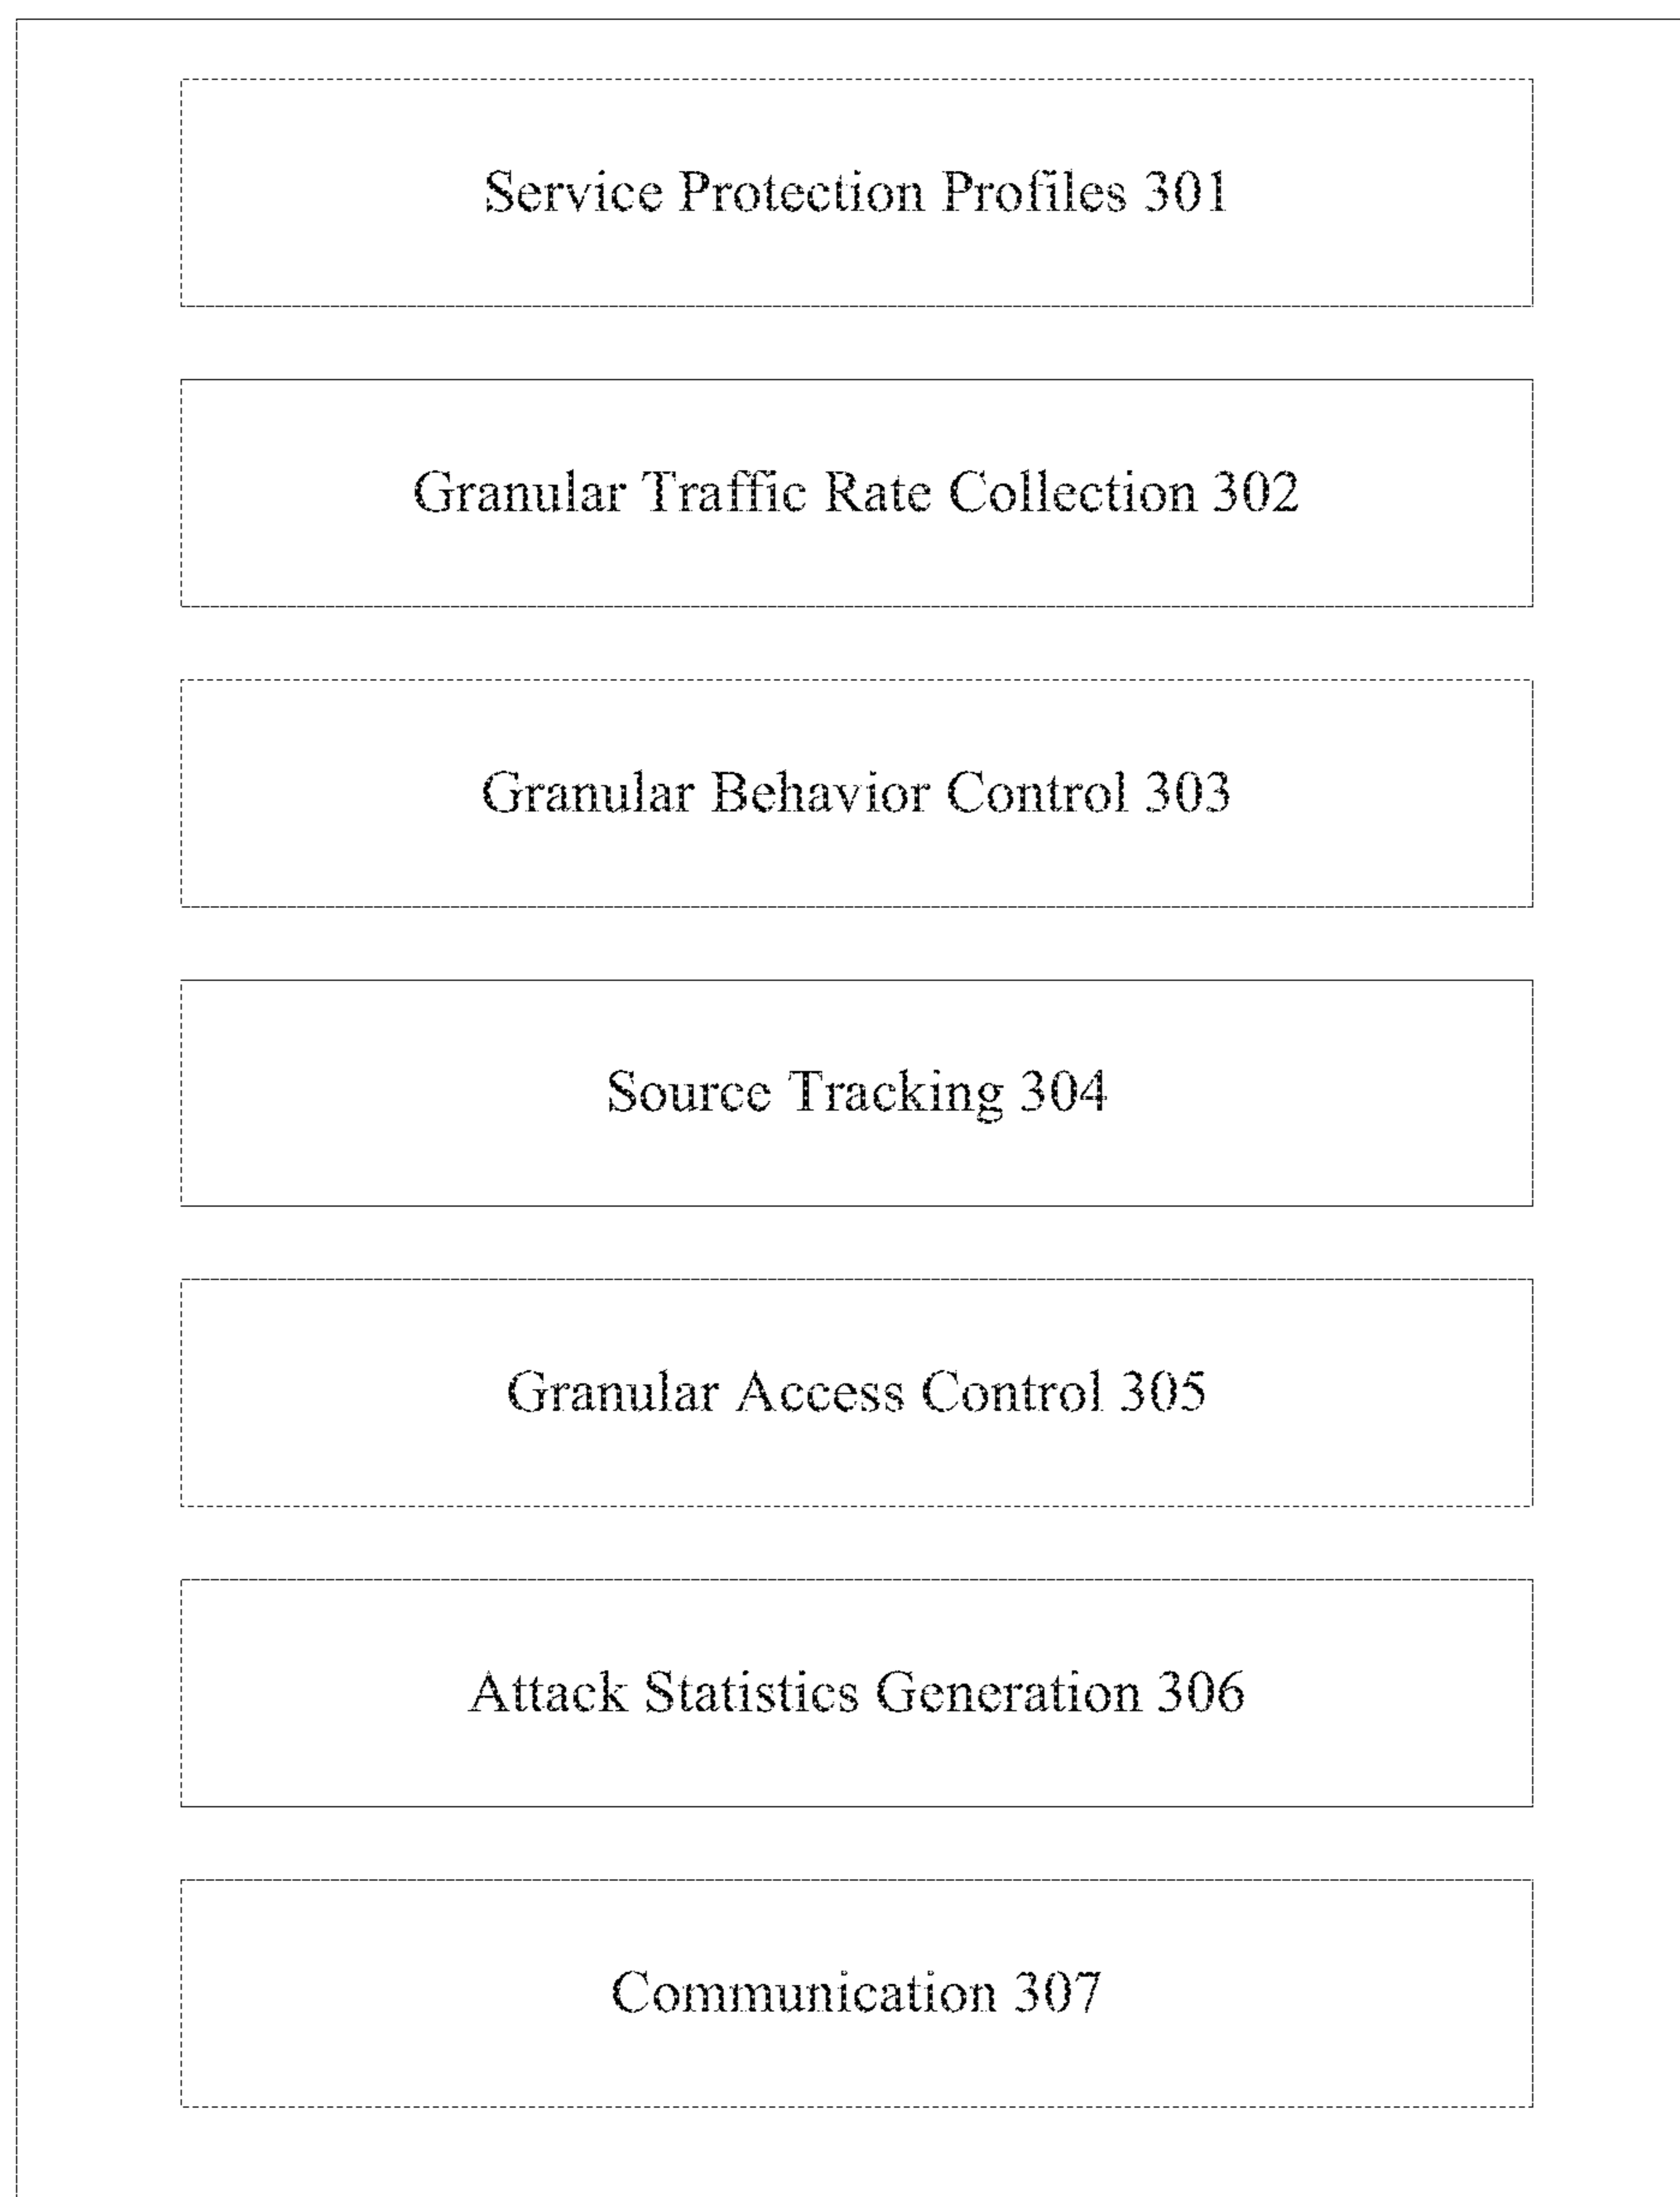 Service Protection Profiles 301
Granular Traffic Rate Collection 302
Granular Behavior Control 303
Source Tracking 304
Granular Access Control 305
Attack Statistics Generation 306
Communication 307